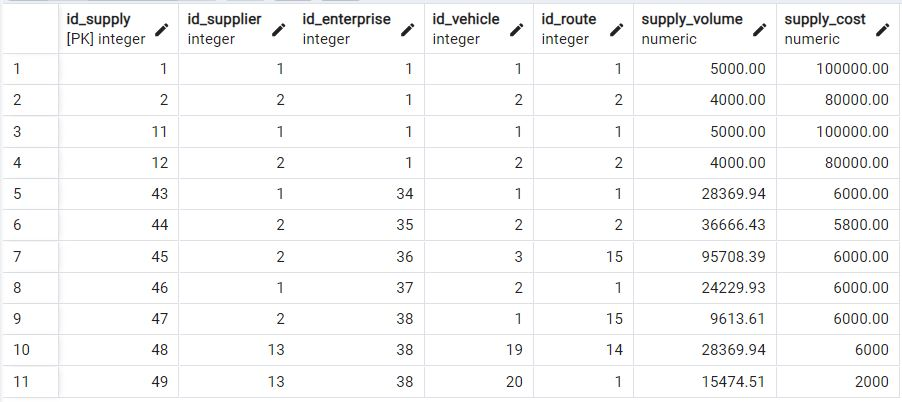 id_supply id_supplier id_enterprise id_vehicle id_route supply_volume supply_cost
[PK] integer integer integer integer integer numeric numeric
1 1 1 1 1 1 5000.00 100000.00
2 2 2 1 2 2 4000.00 80000.00
3 11 1 1 1 1 5000.00 100000.00
4 12 2 1 2 2 4000.00 80000.00
5 43 1 34 1 1 28369.94 6000.00
6 44 2 35 2 2 36666.43 5800.00
7 45 2 36 3 15 95708.39 6000.00
8 46 1 37 2 1 24229.93 6000.00
9 47 2 38 1 15 9613.61 6000.00
10 48 13 38 19 14 28369.94 6000
11 49 13 38 20 1 15474.51 2000